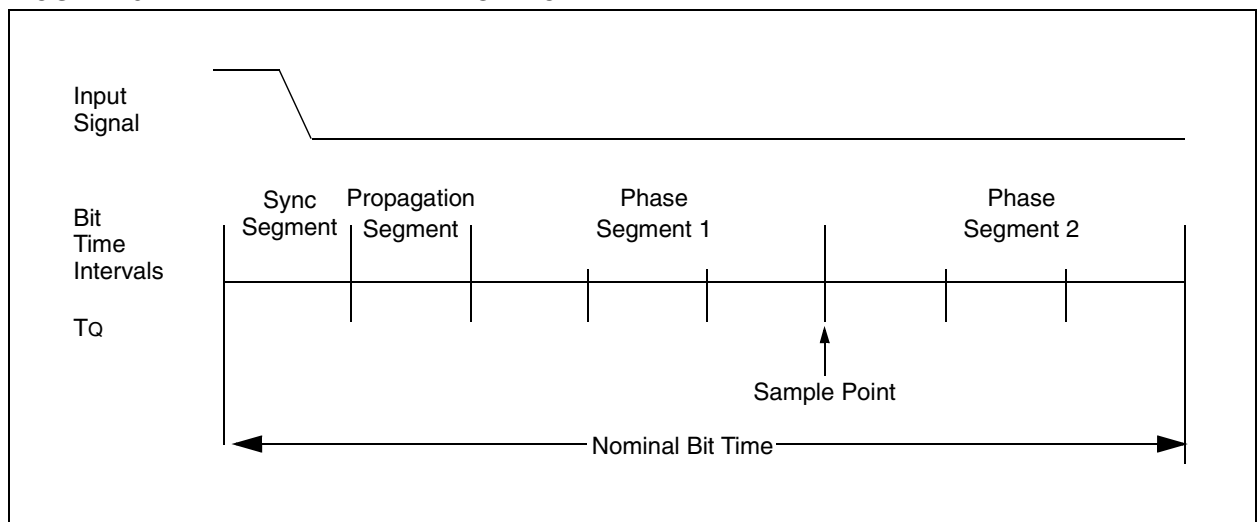 Input
Signal
Sync
Segment
Propagation
Segment
Phase
Segment 1
Phase
Segment 2
Bit
Time
Intervals
TQ
Sample Point
Nominal Bit Time